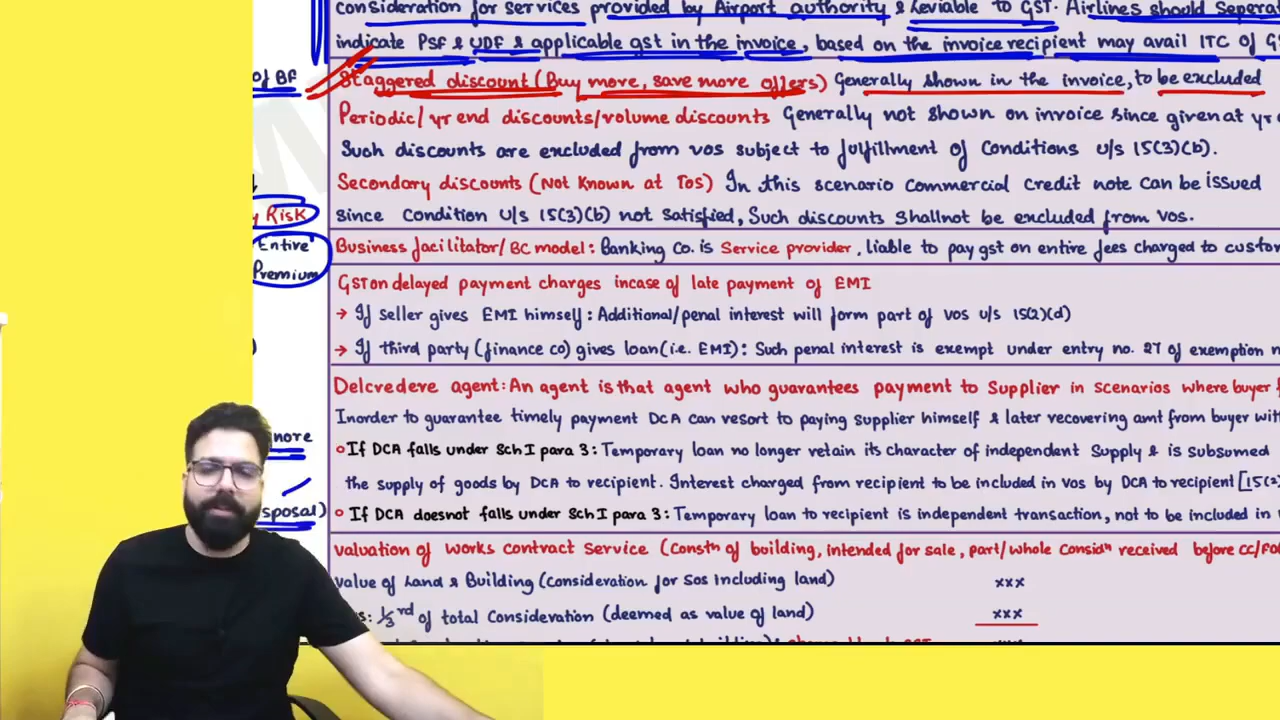 consideration for services provided by Airport authority & Leviable to GST. Airlines should Seperat
indicate PSF & UDF & applicable gst in the invoice, based on the invoice recipient may avail ITC of G
of BF
Staggered discount (Buy more, save more offers) Generally shown in the invoice, to be excluded
Periodic/yr end discounts/volume discounts Generally not shown on invoice since given at yr
Such discounts are excluded from vos subject to fulfillment of Conditions u/s 15(3)(b).
Secondary discounts (Not Known at TOS) In this scenario commercial credit note can be issued
y Risk
since condition u/s 15(3)(b) not satisfied, Such discounts shallnot be excluded from vos.
Entire
Premium
Business facilitator/BC model: Banking Co. is Service provider, liable to pay gst on entire fees charged to custo
GST on delayed payment charges incase of late payment of EMI
→ If seller gives EMI himself: Additional/penal interest will form part of vos u/s 15(2)(d)
→ If third party (finance co) gives loan (i.e. EMI): Such penal interest is exempt under entry no. 27 of exemption n
Delcredere agent: An agent is that agent who guarantees payment to Supplier in scenarios where buyer f
Inorder to guarantee timely payment DCA can resort to paying supplier himself & later recovering amt from buyer wit
more
If DCA falls under Sch I para 3: Temporary loan no longer retain its character of independent Supply & is subsumed
the supply of goods by DCA to recipient. Interest charged from recipient to be included in vos by DCA to recipient [15(2)
sposal)
If DCA doesnot falls under Sch I para 3: Temporary loan to recipient is independent transaction, not to be included in
valuation of works contract service (Constn of building, intended for sale, part/whole Considn received before CC/FO
value of Land & Building (Consideration for SOS Including land) xxx
s: 1/3rd of total Consideration (deemed as value of land) xxx